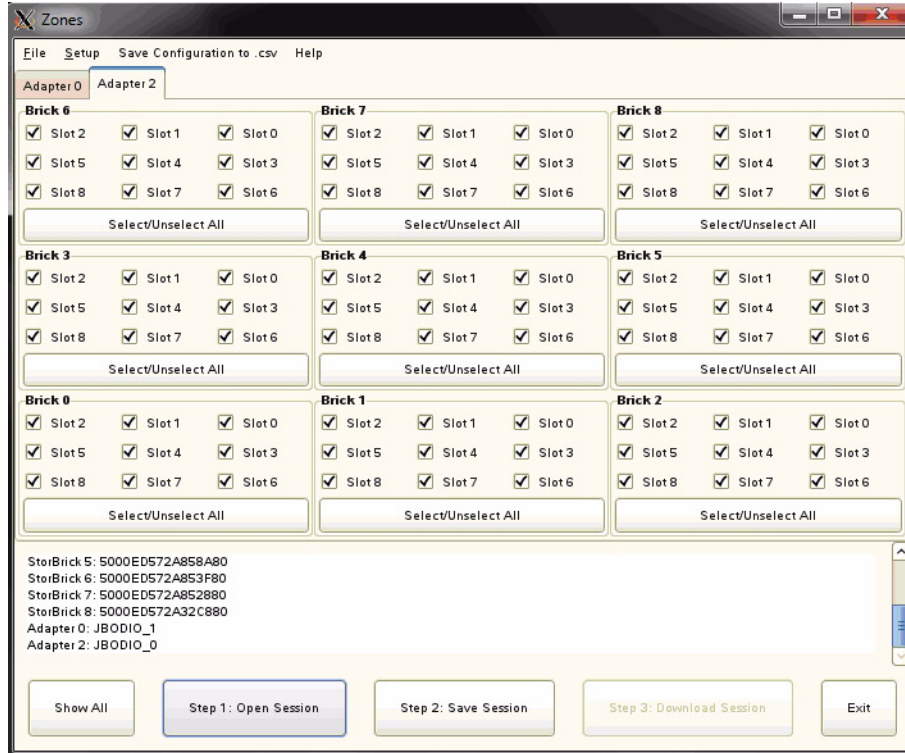 Zones
File Setup Save Configuration to .csv Help
Adapter 0 Adapter 2
Brick 6 Brick 7 Brick 8
Slot 2 Slot 1 Slot 0 Slot 2 Slot 1 Slot 0 Slot 2 Slot 1 Slot 0
Slot 5 Slot 4 Slot 3 Slot 5 Slot 4 Slot 3 Slot 5 Slot 4 Slot 3
Slot 8 Slot 7 Slot 6 Slot 8 Slot 7 Slot 6 Slot 8 Slot 7 Slot 6
Select/Unselect All Select/Unselect All Select/Unselect All
Brick 3 Brick 4 Brick 5
Slot 2 Slot 1 Slot 0 Slot 2 Slot 1 Slot 0 Slot 2 Slot 1 Slot 0
Slot 5 Slot 4 Slot 3 Slot 5 Slot 4 Slot 3 Slot 5 Slot 4 Slot 3
Slot 8 Slot 7 Slot 6 Slot 8 Slot 7 Slot 6 Slot 8 Slot 7 Slot 6
Select/Unselect All Select/Unselect All Select/Unselect All
Brick 0 Brick 1 Brick 2
Slot 2 Slot 1 Slot 0 Slot 2 Slot 1 Slot 0 Slot 2 Slot 1 Slot 0
Slot 5 Slot 4 Slot 3 Slot 5 Slot 4 Slot 3 Slot 5 Slot 4 Slot 3
Slot 8 Slot 7 Slot 6 Slot 8 Slot 7 Slot 6 Slot 8 Slot 7 Slot 6
Select/Unselect All Select/Unselect All Select/Unselect All
StorBrick 5: 5000ED572A858A80
StorBrick 6: 5000ED572A853F80
StorBrick 7: 5000ED572A852880
StorBrick 8: 5000ED572A32C880
Adapter 0: JBODIO_1
Adapter 2: JBODIO_0
Show All Step 1: Open Session Step 2: Save Session Step 3: Download Session Exit